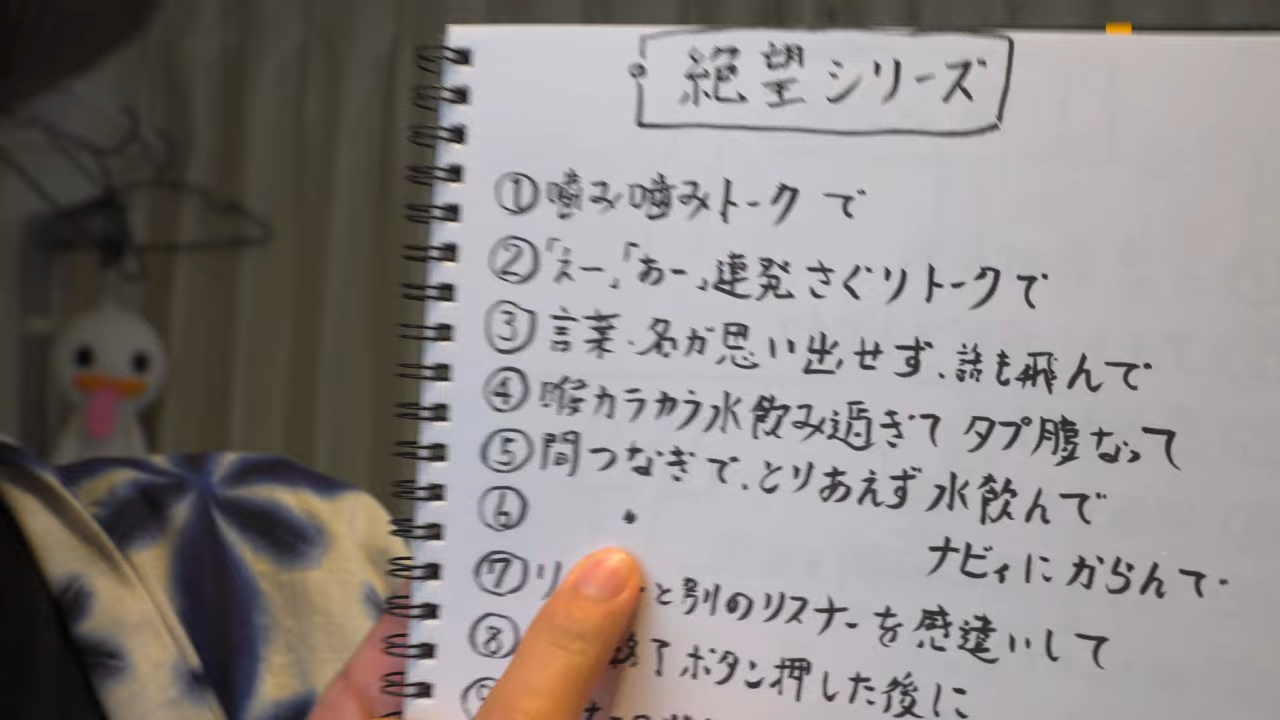 絶望シリーズ
①噛み噛みトークで
②「えー」「あー」連発さぐりトークで
③言葉・名が思い出せず、話も飛んで
④喉カラカラ水飲み過ぎて タプ腹なって
⑤間つなぎで、とりあえず水飲んで
⑥
ナビィにからんで
⑦リ と別のリスナーを感違いして
⑧ 終了ボタン押した後に